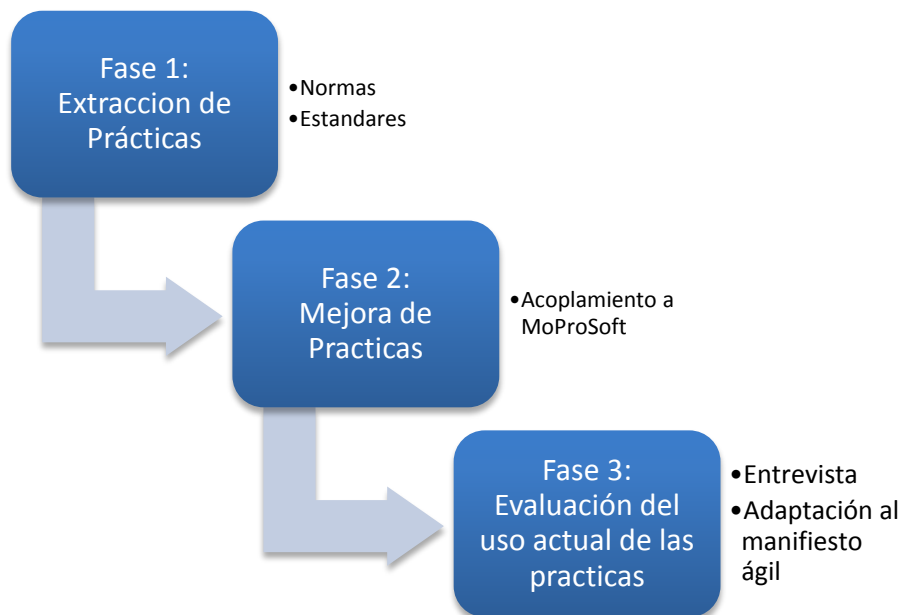 Fase 1:
Extraccion de
Prácticas
•Normas
•Estandares
Fase 2:
Mejora de
Practicas
•Acoplamiento a
MoProSoft
Fase 3:
Evaluación del
uso actual de las
practicas
•Entrevista
•Adaptación al
manifiesto
ágil